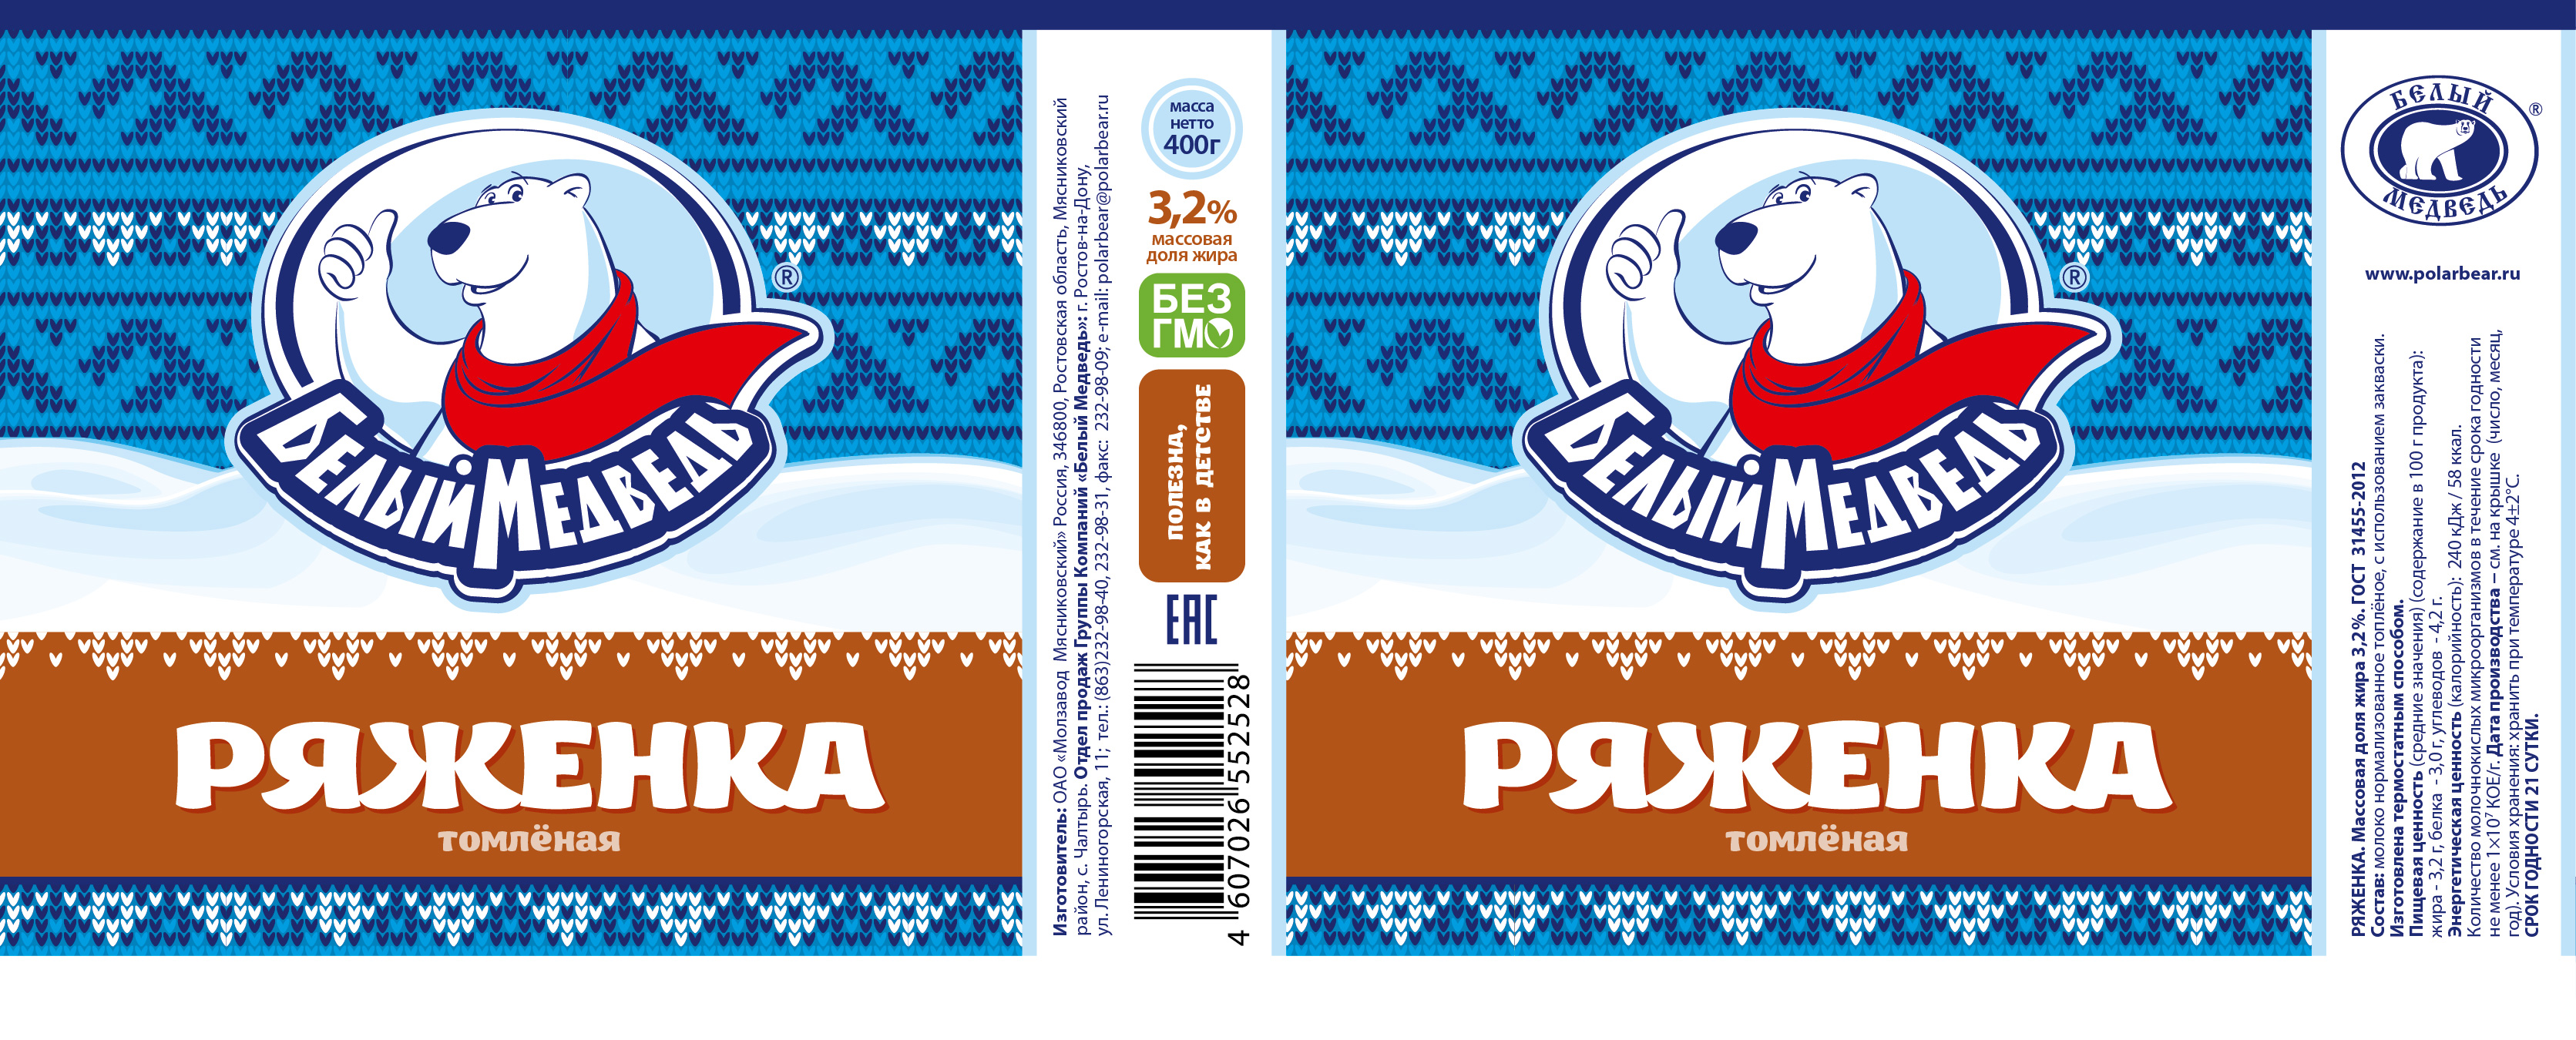 ®
БЕЛЫЙ МЕДВЕДЬ
РЯЖЕНКА
томлёная
Изготовитель: ОАО «Молзавод Мясниковский» Россия, 346800, Ростовская область, Мясниковский
район, с. Чалтырь. Отдел продаж Группы Компаний «Белый Медведь»: г. Ростов-на-Дону,
ул. Лениногорская, 11; тел.: (863)232-98-40, 232-98-31, факс: 232-98-09; e-mail: polarbear@polarbear.ru
масса
нетто
400г
3,2%
массовая
доля жира
БЕЗ
ГМО
ПОЛЕЗНА,
КАК В ДЕТСТВЕ
ЕАС
4 607026 552528
®
БЕЛЫЙ МЕДВЕДЬ
РЯЖЕНКА
томлёная
БЕЛЫЙ
®
МЕДВЕДЬ
www.polarbear.ru
РЯЖЕНКА. Массовая доля жира 3,2%. ГОСТ 31455-2012
Состав: молоко нормализованное топлёное, с использованием закваски.
Изготовлена термостатным способом.
Пищевая ценность (средние значения) (содержание в 100 г продукта):
жира - 3,2 г, белка - 3,0 г, углеводов - 4,2 г.
Энергетическая ценность (калорийность): 240 кДж / 58 ккал.
Количество молочнокислых микроорганизмов в течение срока годности
не менее 1×10⁷ КОЕ/г. Дата производства – см. на крышке (число, месяц,
год). Условия хранения: хранить при температуре 4±2°С.
СРОК ГОДНОСТИ 21 СУТКИ.